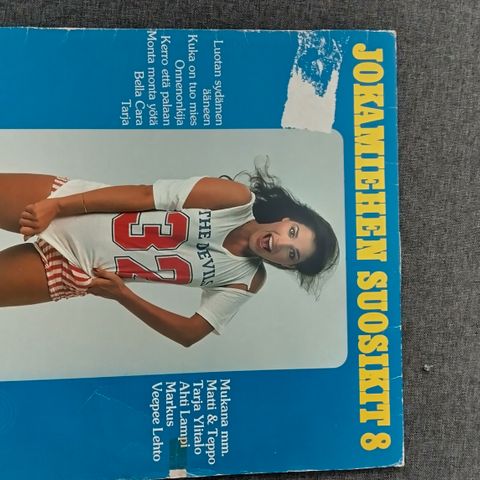 JOKAMIEHEN SUOSIKIT 8
Luotan sydämen
ääneen
Kuka on tuo mies
Onnenonkija
Kerro että palaan
Monta monta yötä
Bella Cara
Tarja
THE DEVILS
32
Mukana mm.
Matti & Teppo
Tarja Ylitalo
Ahti Lampi
Markus
Veepee Lehto